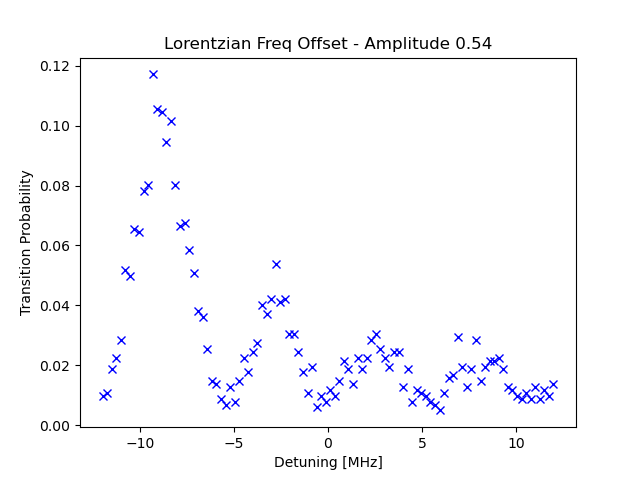 Lorentzian Freq Offset - Amplitude 0.54
0.12
0.10
0.08
0.06
0.04
0.02
0.00
Transition Probability
−10 −5 0 5 10
Detuning [MHz]